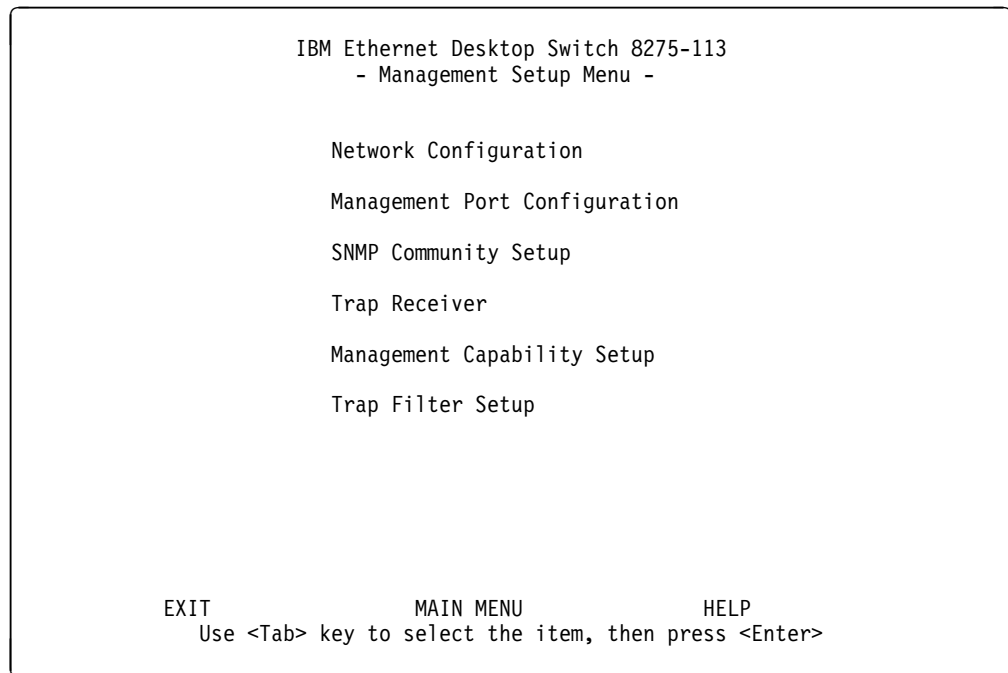 IBM Ethernet Desktop Switch 8275-113
- Management Setup Menu -
Network Configuration
Management Port Configuration
SNMP Community Setup
Trap Receiver
Management Capability Setup
Trap Filter Setup
EXIT MAIN MENU HELP
Use <Tab> key to select the item, then press <Enter>